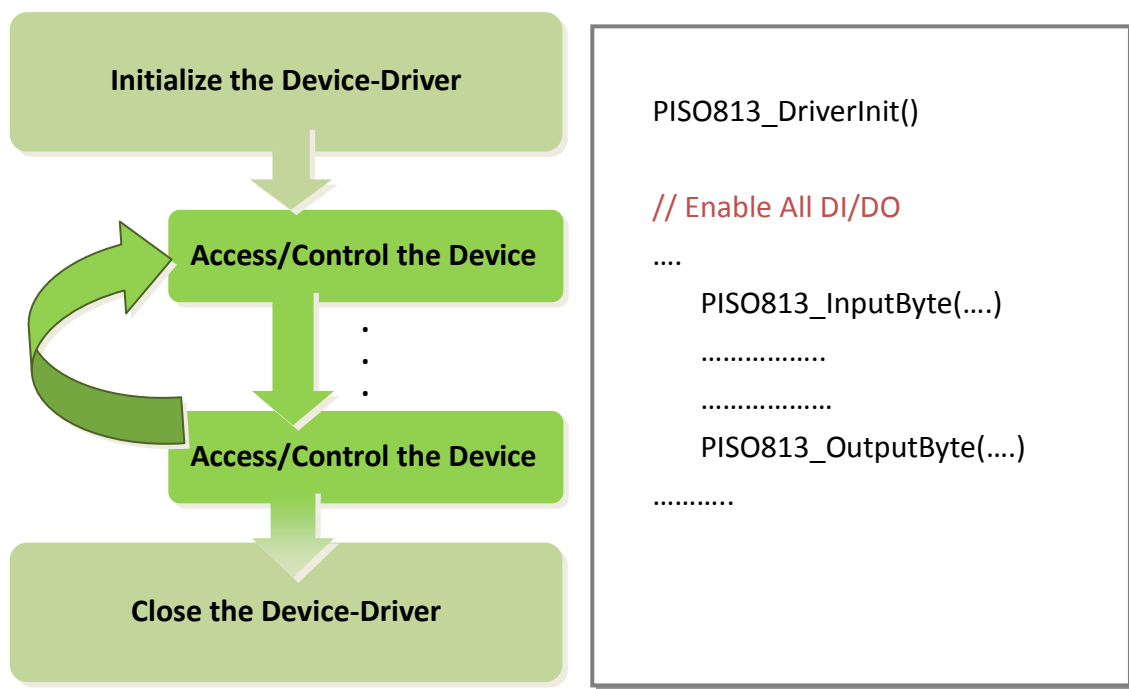 Initialize the Device-Driver
Access/Control the Device
.
.
.
Access/Control the Device
Close the Device-Driver
PISO813_DriverInit()
// Enable All DI/DO
....
PISO813_InputByte(….)
……………..
………………
PISO813_OutputByte(….)
………..